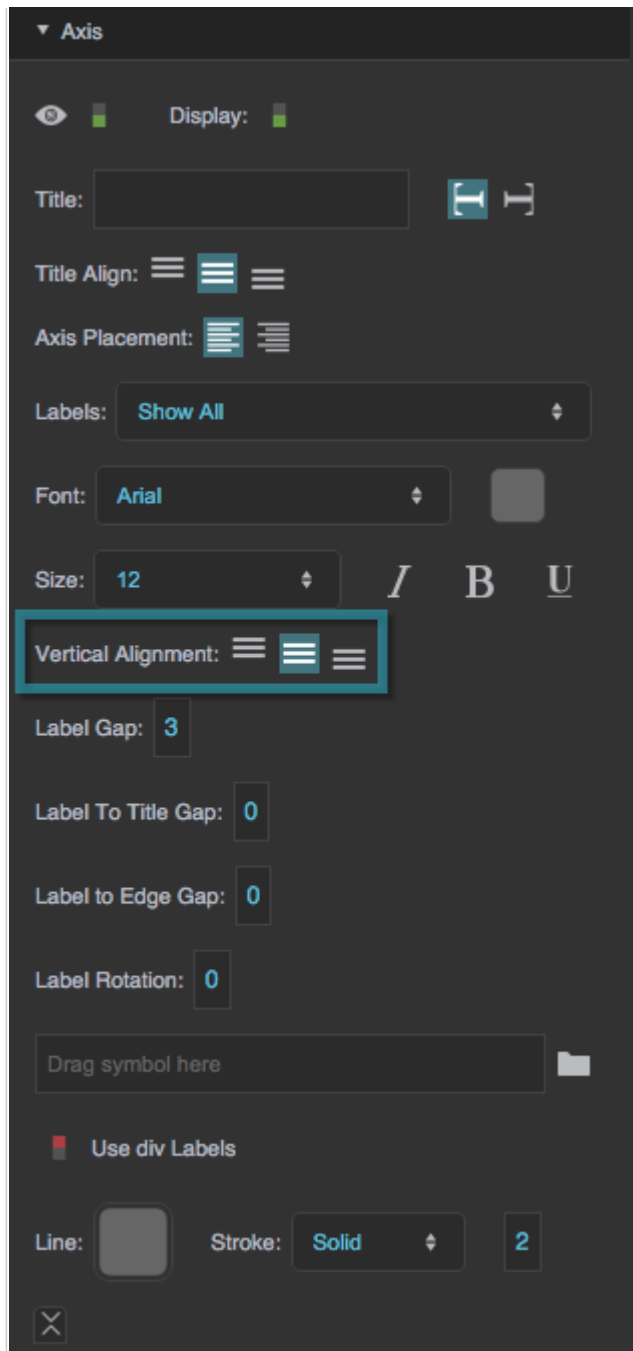 Axis
Display:
Title:
Title Align:
Axis Placement:
Labels: Show All
Font: Arial
Size: 12 I B U
Vertical Alignment:
Label Gap: 3
Label To Title Gap: 0
Label to Edge Gap: 0
Label Rotation: 0
Drag symbol here
Use div Labels
Line: Stroke: Solid 2